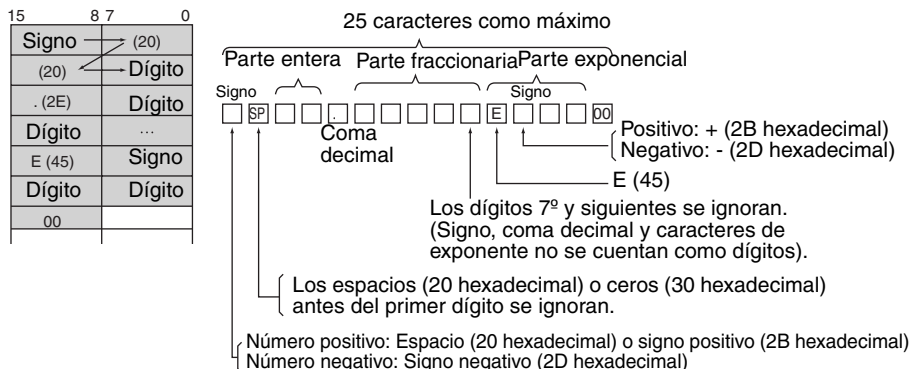 15 8 7 0
Signo (20)
(20) Dígito
. (2E) Dígito
Dígito ...
E (45) Signo
Dígito Dígito
00
25 caracteres como máximo
Parte entera Parte fraccionaria Parte exponencial
Signo Signo
SP . E 00
Coma
decimal
Positivo: + (2B hexadecimal)
Negativo: - (2D hexadecimal)
E (45)
Los dígitos 7º y siguientes se ignoran.
(Signo, coma decimal y caracteres de
exponente no se cuentan como dígitos).
Los espacios (20 hexadecimal) o ceros (30 hexadecimal)
antes del primer dígito se ignoran.
Número positivo: Espacio (20 hexadecimal) o signo positivo (2B hexadecimal)
Número negativo: Signo negativo (2D hexadecimal)